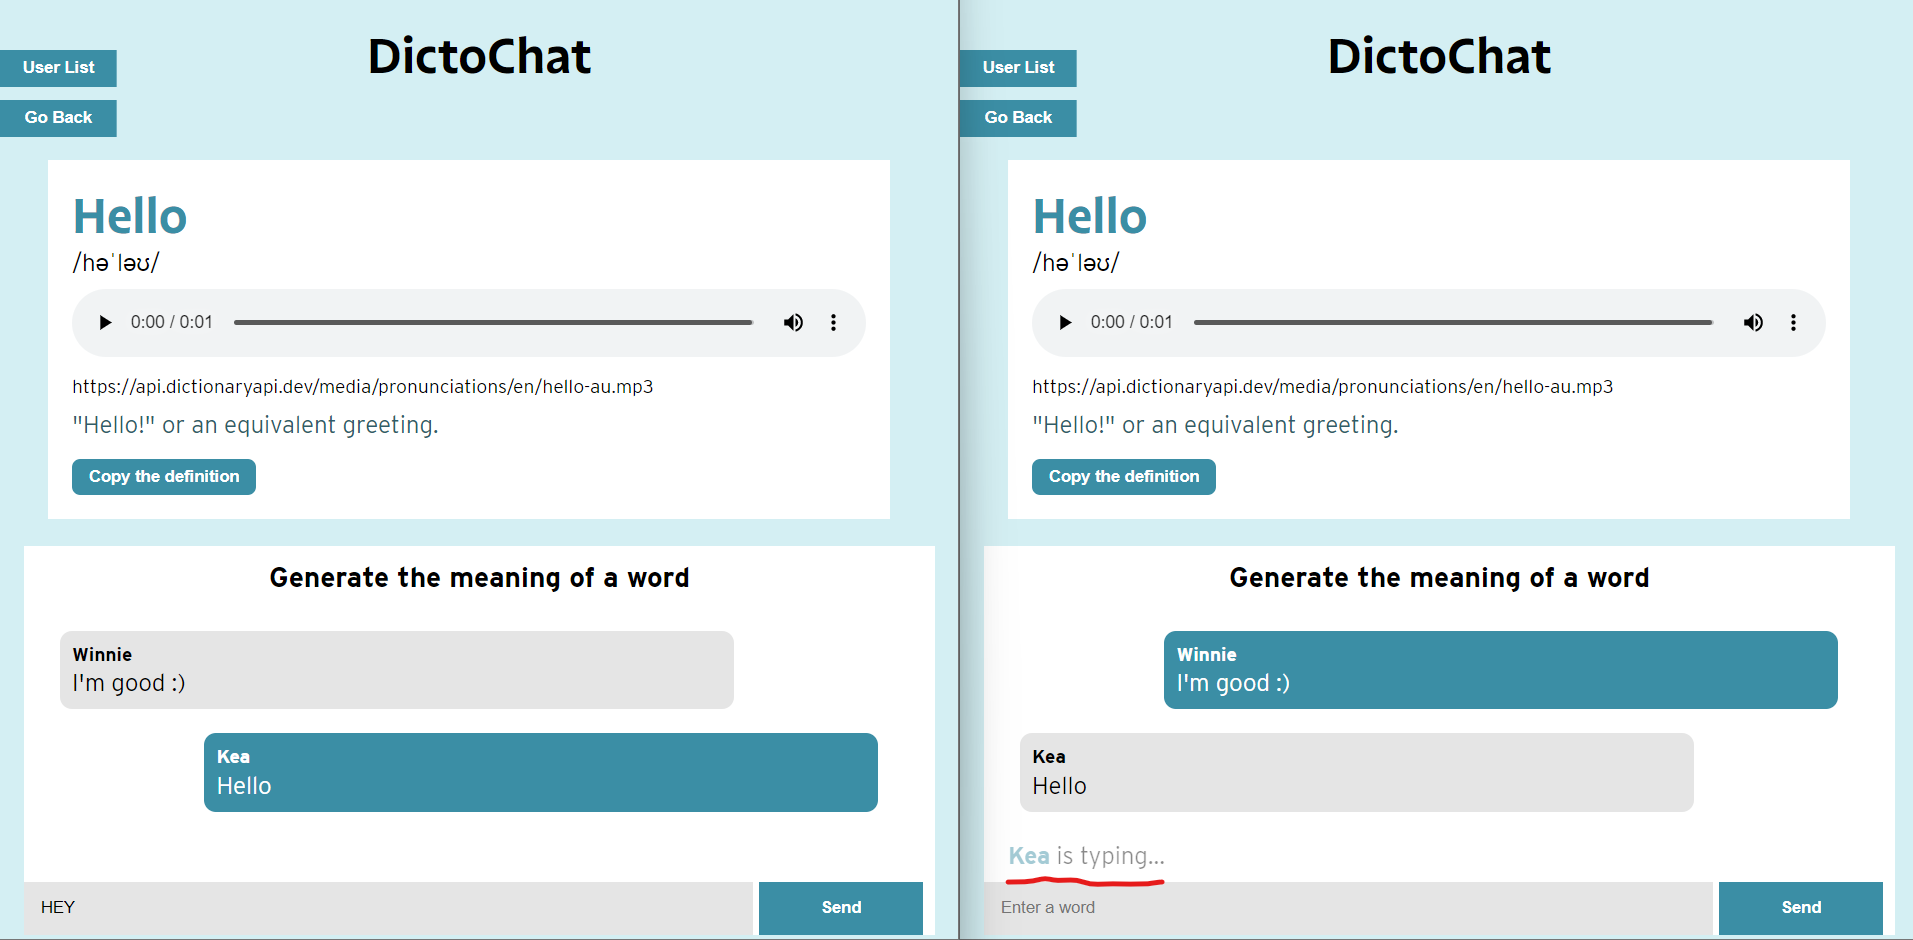 DictoChat
User List
Go Back
Hello
/həˈləʊ/
0:00 / 0:01
https://api.dictionaryapi.dev/media/pronunciations/en/hello-au.mp3
"Hello!" or an equivalent greeting.
Copy the definition
Generate the meaning of a word
Winnie
I'm good :)
Kea
Hello
HEY
Send
DictoChat
User List
Go Back
Hello
/həˈləʊ/
0:00 / 0:01
https://api.dictionaryapi.dev/media/pronunciations/en/hello-au.mp3
"Hello!" or an equivalent greeting.
Copy the definition
Generate the meaning of a word
Winnie
I'm good :)
Kea
Hello
Kea is typing...
Enter a word
Send